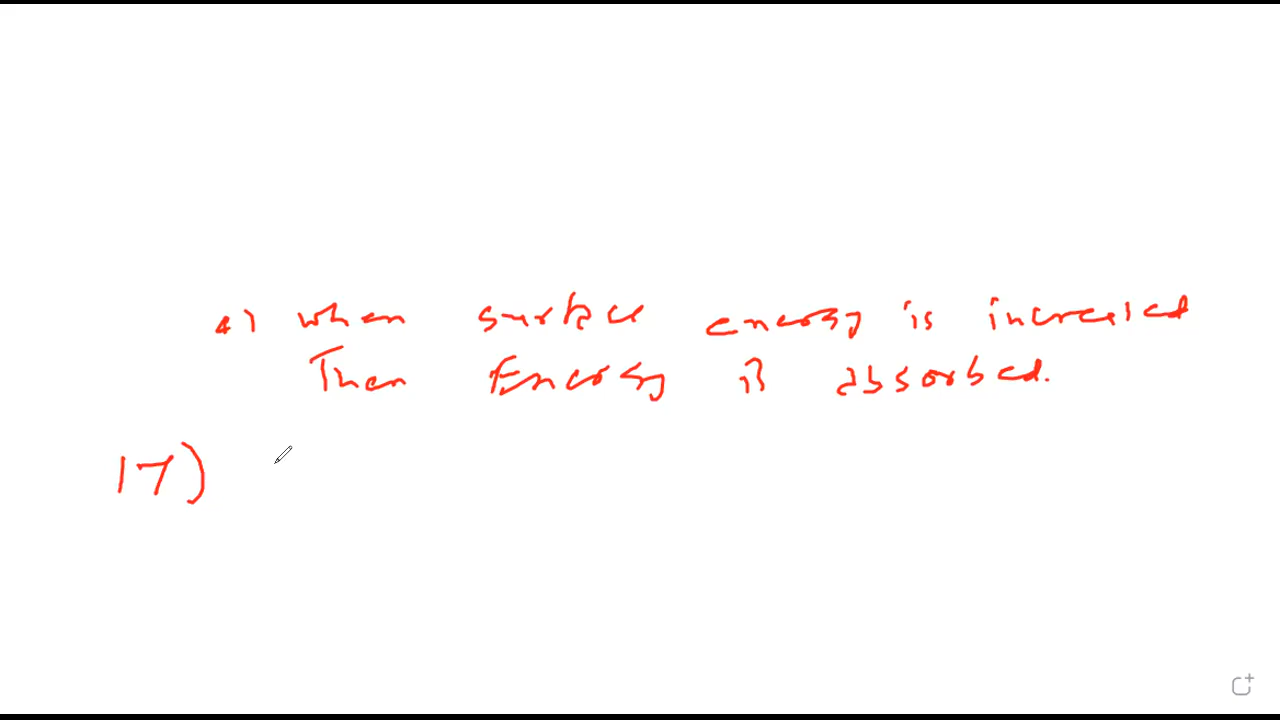 4) when surface energy is increased
Then Energy is absorbed.
17)